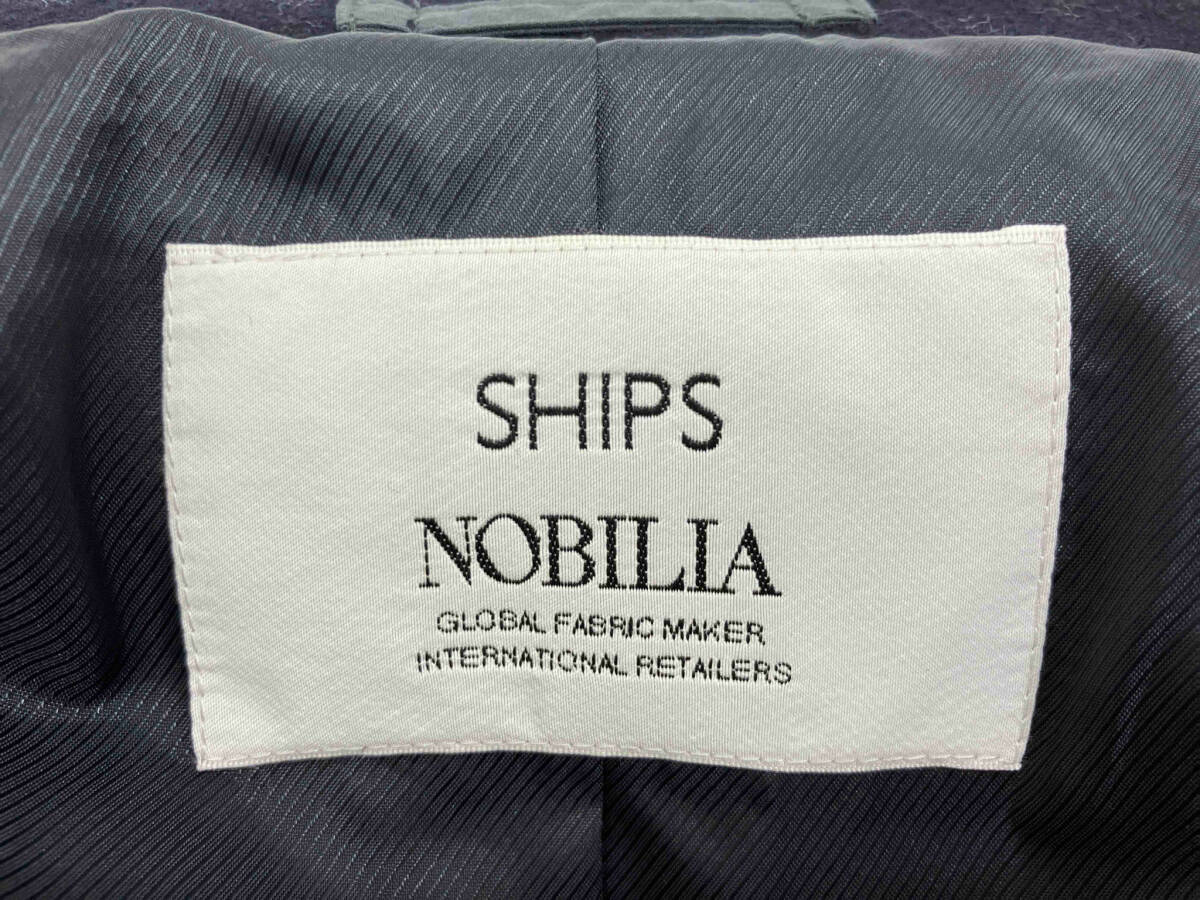 SHIPS
NOBILIA
GLOBAL FABRIC MAKER
INTERNATIONAL RETAILERS